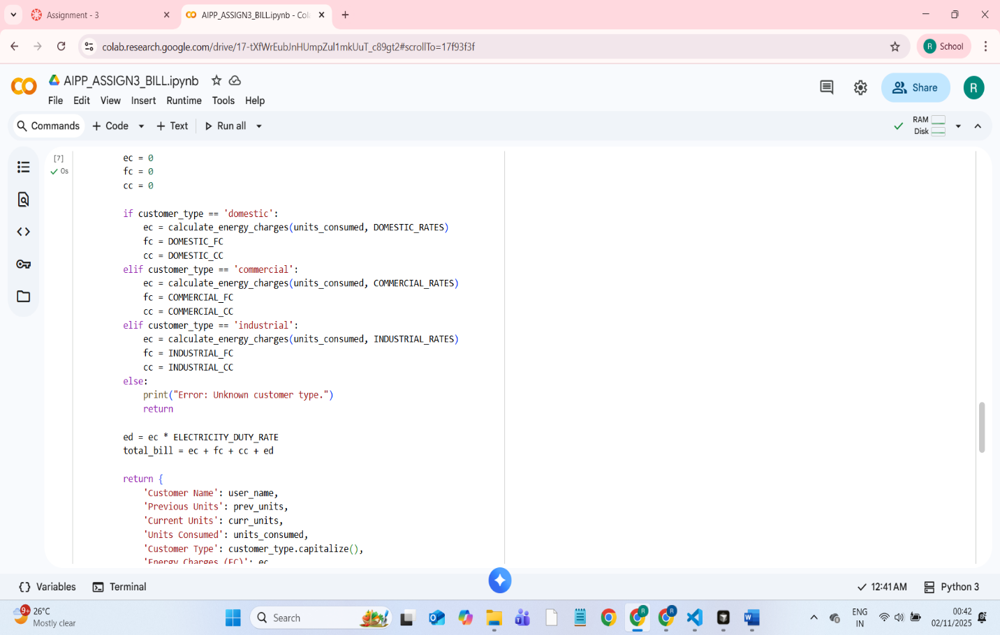 Assignment - 3
AIPP_ASSIGN3_BILL.ipynb - Col
colab.research.google.com/drive/17-tXfWrEubJnHUmpZul1mkUuT_c89gt2#scrollTo=17f93f3f
R School
AIPP_ASSIGN3_BILL.ipynb
File Edit View Insert Runtime Tools Help
Share
R
Commands + Code + Text Run all
RAM
Disk
[7]
0s
ec = 0
fc = 0
cc = 0
if customer_type == 'domestic':
ec = calculate_energy_charges(units_consumed, DOMESTIC_RATES)
fc = DOMESTIC_FC
cc = DOMESTIC_CC
elif customer_type == 'commercial':
ec = calculate_energy_charges(units_consumed, COMMERCIAL_RATES)
fc = COMMERCIAL_FC
cc = COMMERCIAL_CC
elif customer_type == 'industrial':
ec = calculate_energy_charges(units_consumed, INDUSTRIAL_RATES)
fc = INDUSTRIAL_FC
cc = INDUSTRIAL_CC
else:
print("Error: Unknown customer type.")
return
ed = ec * ELECTRICITY_DUTY_RATE
total_bill = ec + fc + cc + ed
return {
'Customer Name': user_name,
'Previous Units': prev_units,
'Current Units': curr_units,
'Units Consumed': units_consumed,
'Customer Type': customer_type.capitalize(),
'Energy Charges (EC)': ec
{} Variables Terminal
12:41 AM Python 3
9+
26°C
Mostly clear
Search
ENG
IN
00:42
02/11/2025